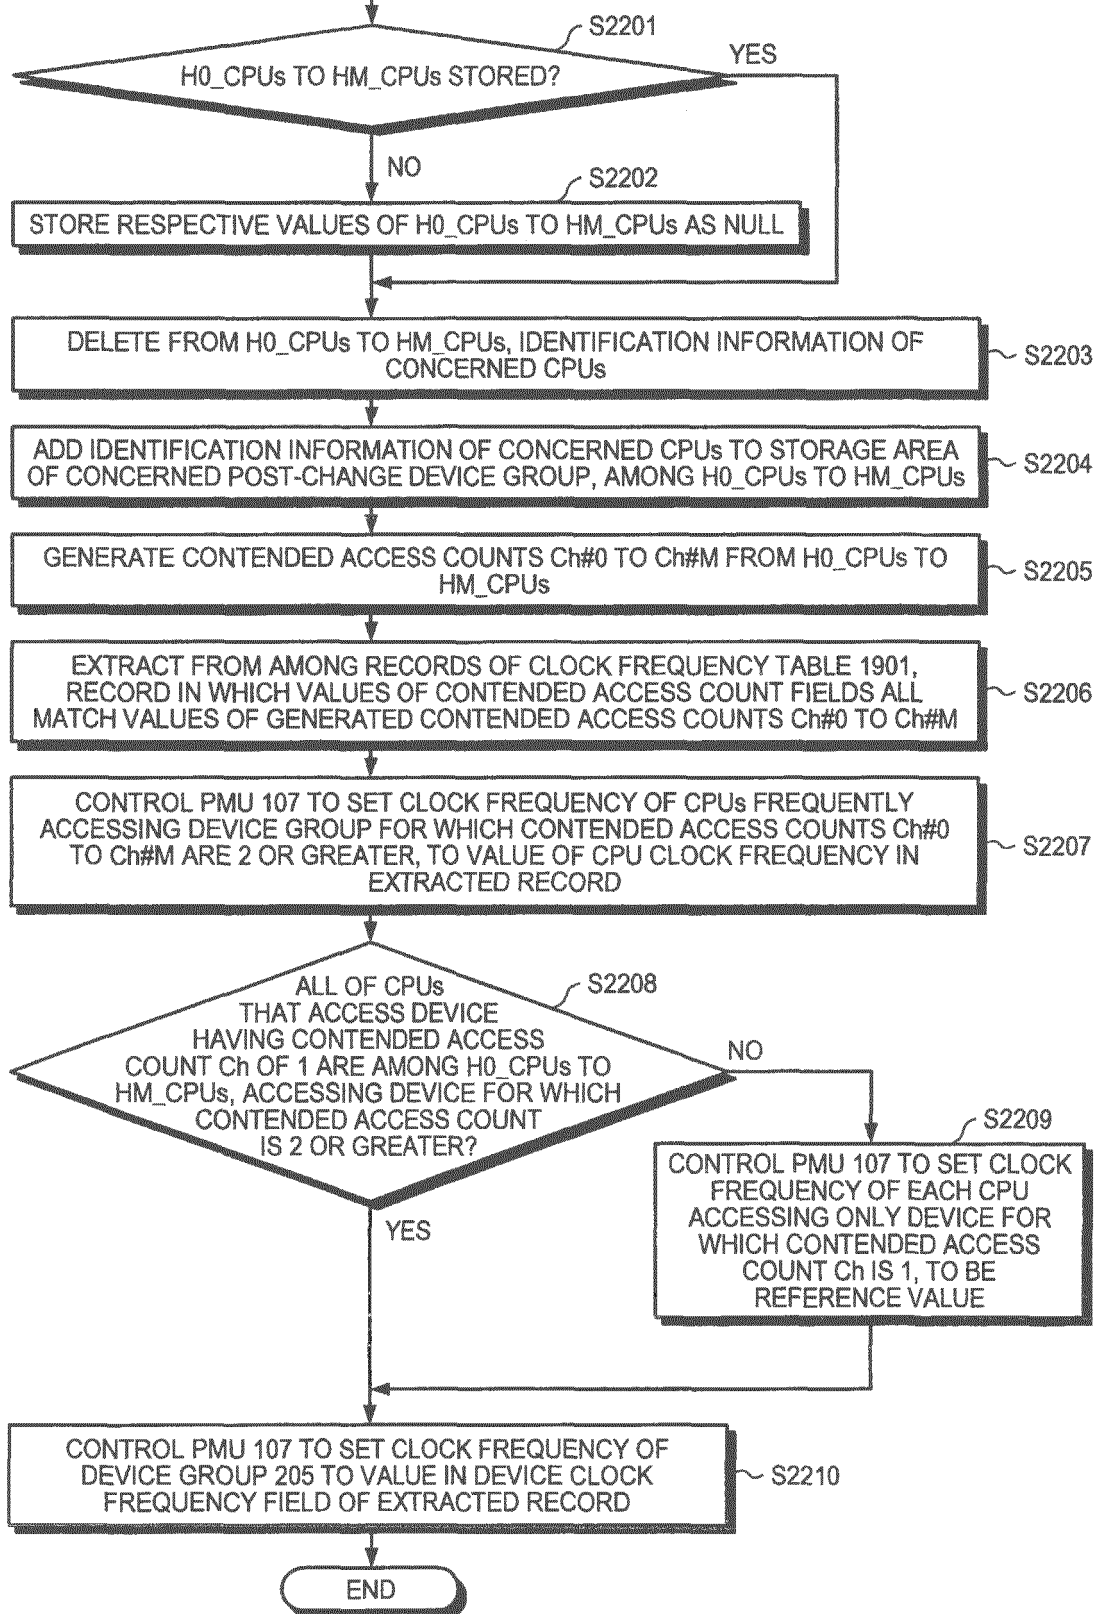 S2201
H0_CPUs TO HM_CPUs STORED?
YES
NO
S2202
STORE RESPECTIVE VALUES OF H0_CPUs TO HM_CPUs AS NULL
DELETE FROM H0_CPUs TO HM_CPUs, IDENTIFICATION INFORMATION OF
CONCERNED CPUs
S2203
ADD IDENTIFICATION INFORMATION OF CONCERNED CPUs TO STORAGE AREA
OF CONCERNED POST-CHANGE DEVICE GROUP, AMONG H0_CPUs TO HM_CPUs
S2204
GENERATE CONTENDED ACCESS COUNTS Ch#0 TO Ch#M FROM H0_CPUs TO
HM_CPUs
S2205
EXTRACT FROM AMONG RECORDS OF CLOCK FREQUENCY TABLE 1901,
RECORD IN WHICH VALUES OF CONTENDED ACCESS COUNT FIELDS ALL
MATCH VALUES OF GENERATED CONTENDED ACCESS COUNTS Ch#0 TO Ch#M
S2206
CONTROL PMU 107 TO SET CLOCK FREQUENCY OF CPUs FREQUENTLY
ACCESSING DEVICE GROUP FOR WHICH CONTENDED ACCESS COUNTS Ch#0
TO Ch#M ARE 2 OR GREATER, TO VALUE OF CPU CLOCK FREQUENCY IN
EXTRACTED RECORD
S2207
ALL OF CPUs
THAT ACCESS DEVICE
HAVING CONTENDED ACCESS
COUNT Ch OF 1 ARE AMONG H0_CPUs TO
HM_CPUs, ACCESSING DEVICE FOR WHICH
CONTENDED ACCESS COUNT
IS 2 OR GREATER?
S2208
NO
YES
S2209
CONTROL PMU 107 TO SET CLOCK
FREQUENCY OF EACH CPU
ACCESSING ONLY DEVICE FOR
WHICH CONTENDED ACCESS
COUNT Ch IS 1, TO BE
REFERENCE VALUE
CONTROL PMU 107 TO SET CLOCK FREQUENCY OF
DEVICE GROUP 205 TO VALUE IN DEVICE CLOCK
FREQUENCY FIELD OF EXTRACTED RECORD
S2210
END